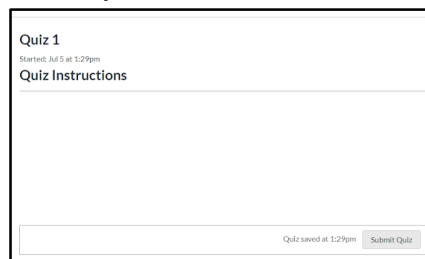 Quiz 1
Started: Jul 5 at 1:29pm
Quiz Instructions
Quiz saved at 1:29pm Submit Quiz